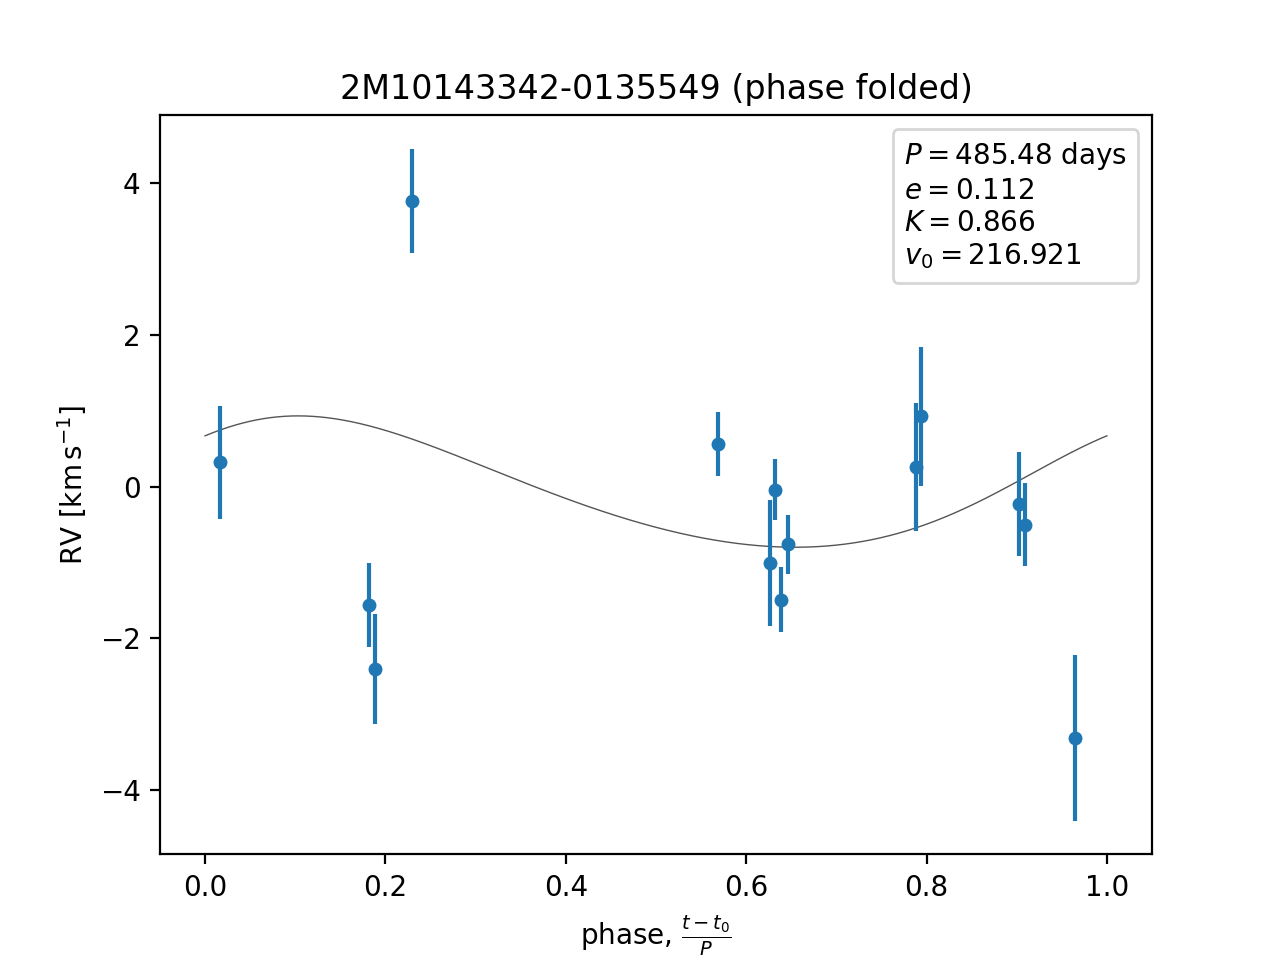 2M10143342-0135549 (phase folded)
P = 485.48 days
e = 0.112
K = 0.866
v₀ = 216.921
4
2
0
−2
−4
RV [km s⁻¹]
0.0 0.2 0.4 0.6 0.8 1.0
phase, (t − t₀)/P